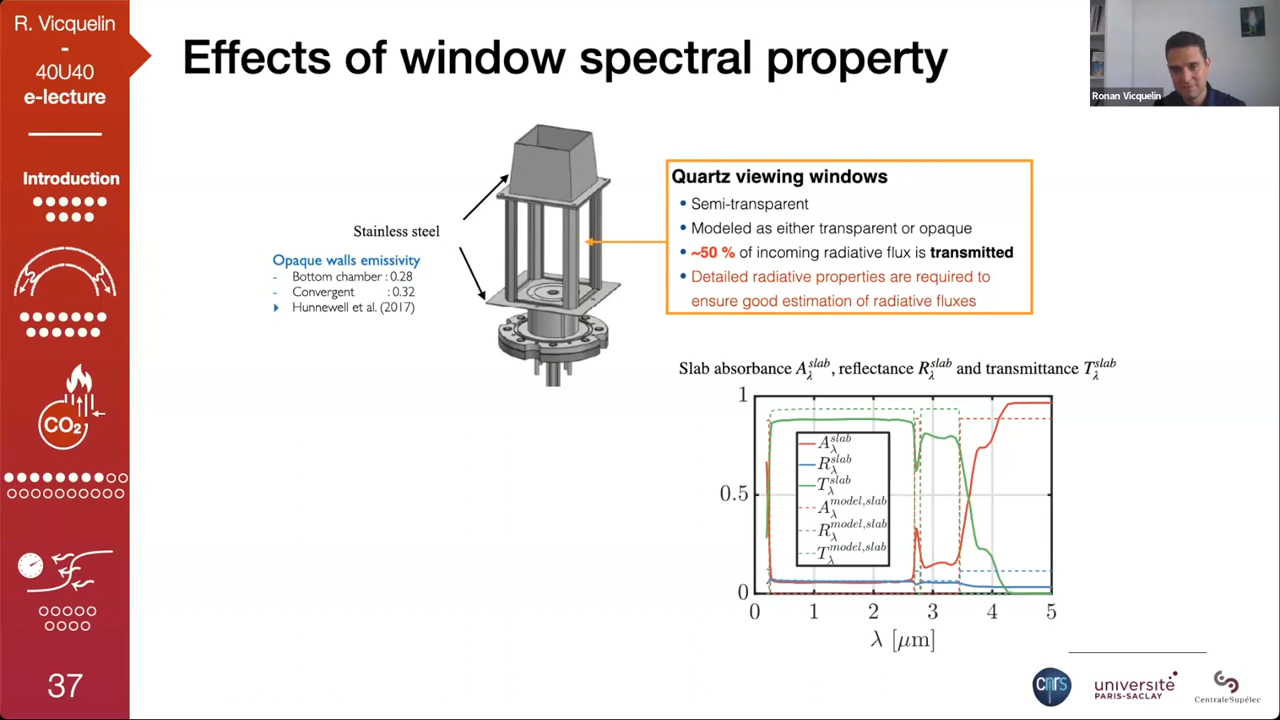 R. Vicquelin
-
40U40
e-lecture
Introduction
CO2
37
Effects of window spectral property
Ronan Vicquelin
Stainless steel
Opaque walls emissivity
- Bottom chamber : 0.28
- Convergent : 0.32
Hunnewell et al. (2017)
Quartz viewing windows
• Semi-transparent
• Modeled as either transparent or opaque
• ~50 % of incoming radiative flux is transmitted
• Detailed radiative properties are required to
ensure good estimation of radiative fluxes
Slab absorbance A_λ^slab, reflectance R_λ^slab and transmittance T_λ^slab
1
0.5
0
A_λ^slab
R_λ^slab
T_λ^slab
A_λ^model,slab
R_λ^model,slab
T_λ^model,slab
0 1 2 3 4 5
λ [μm]
cnrs
université
PARIS-SACLAY
CentraleSupélec